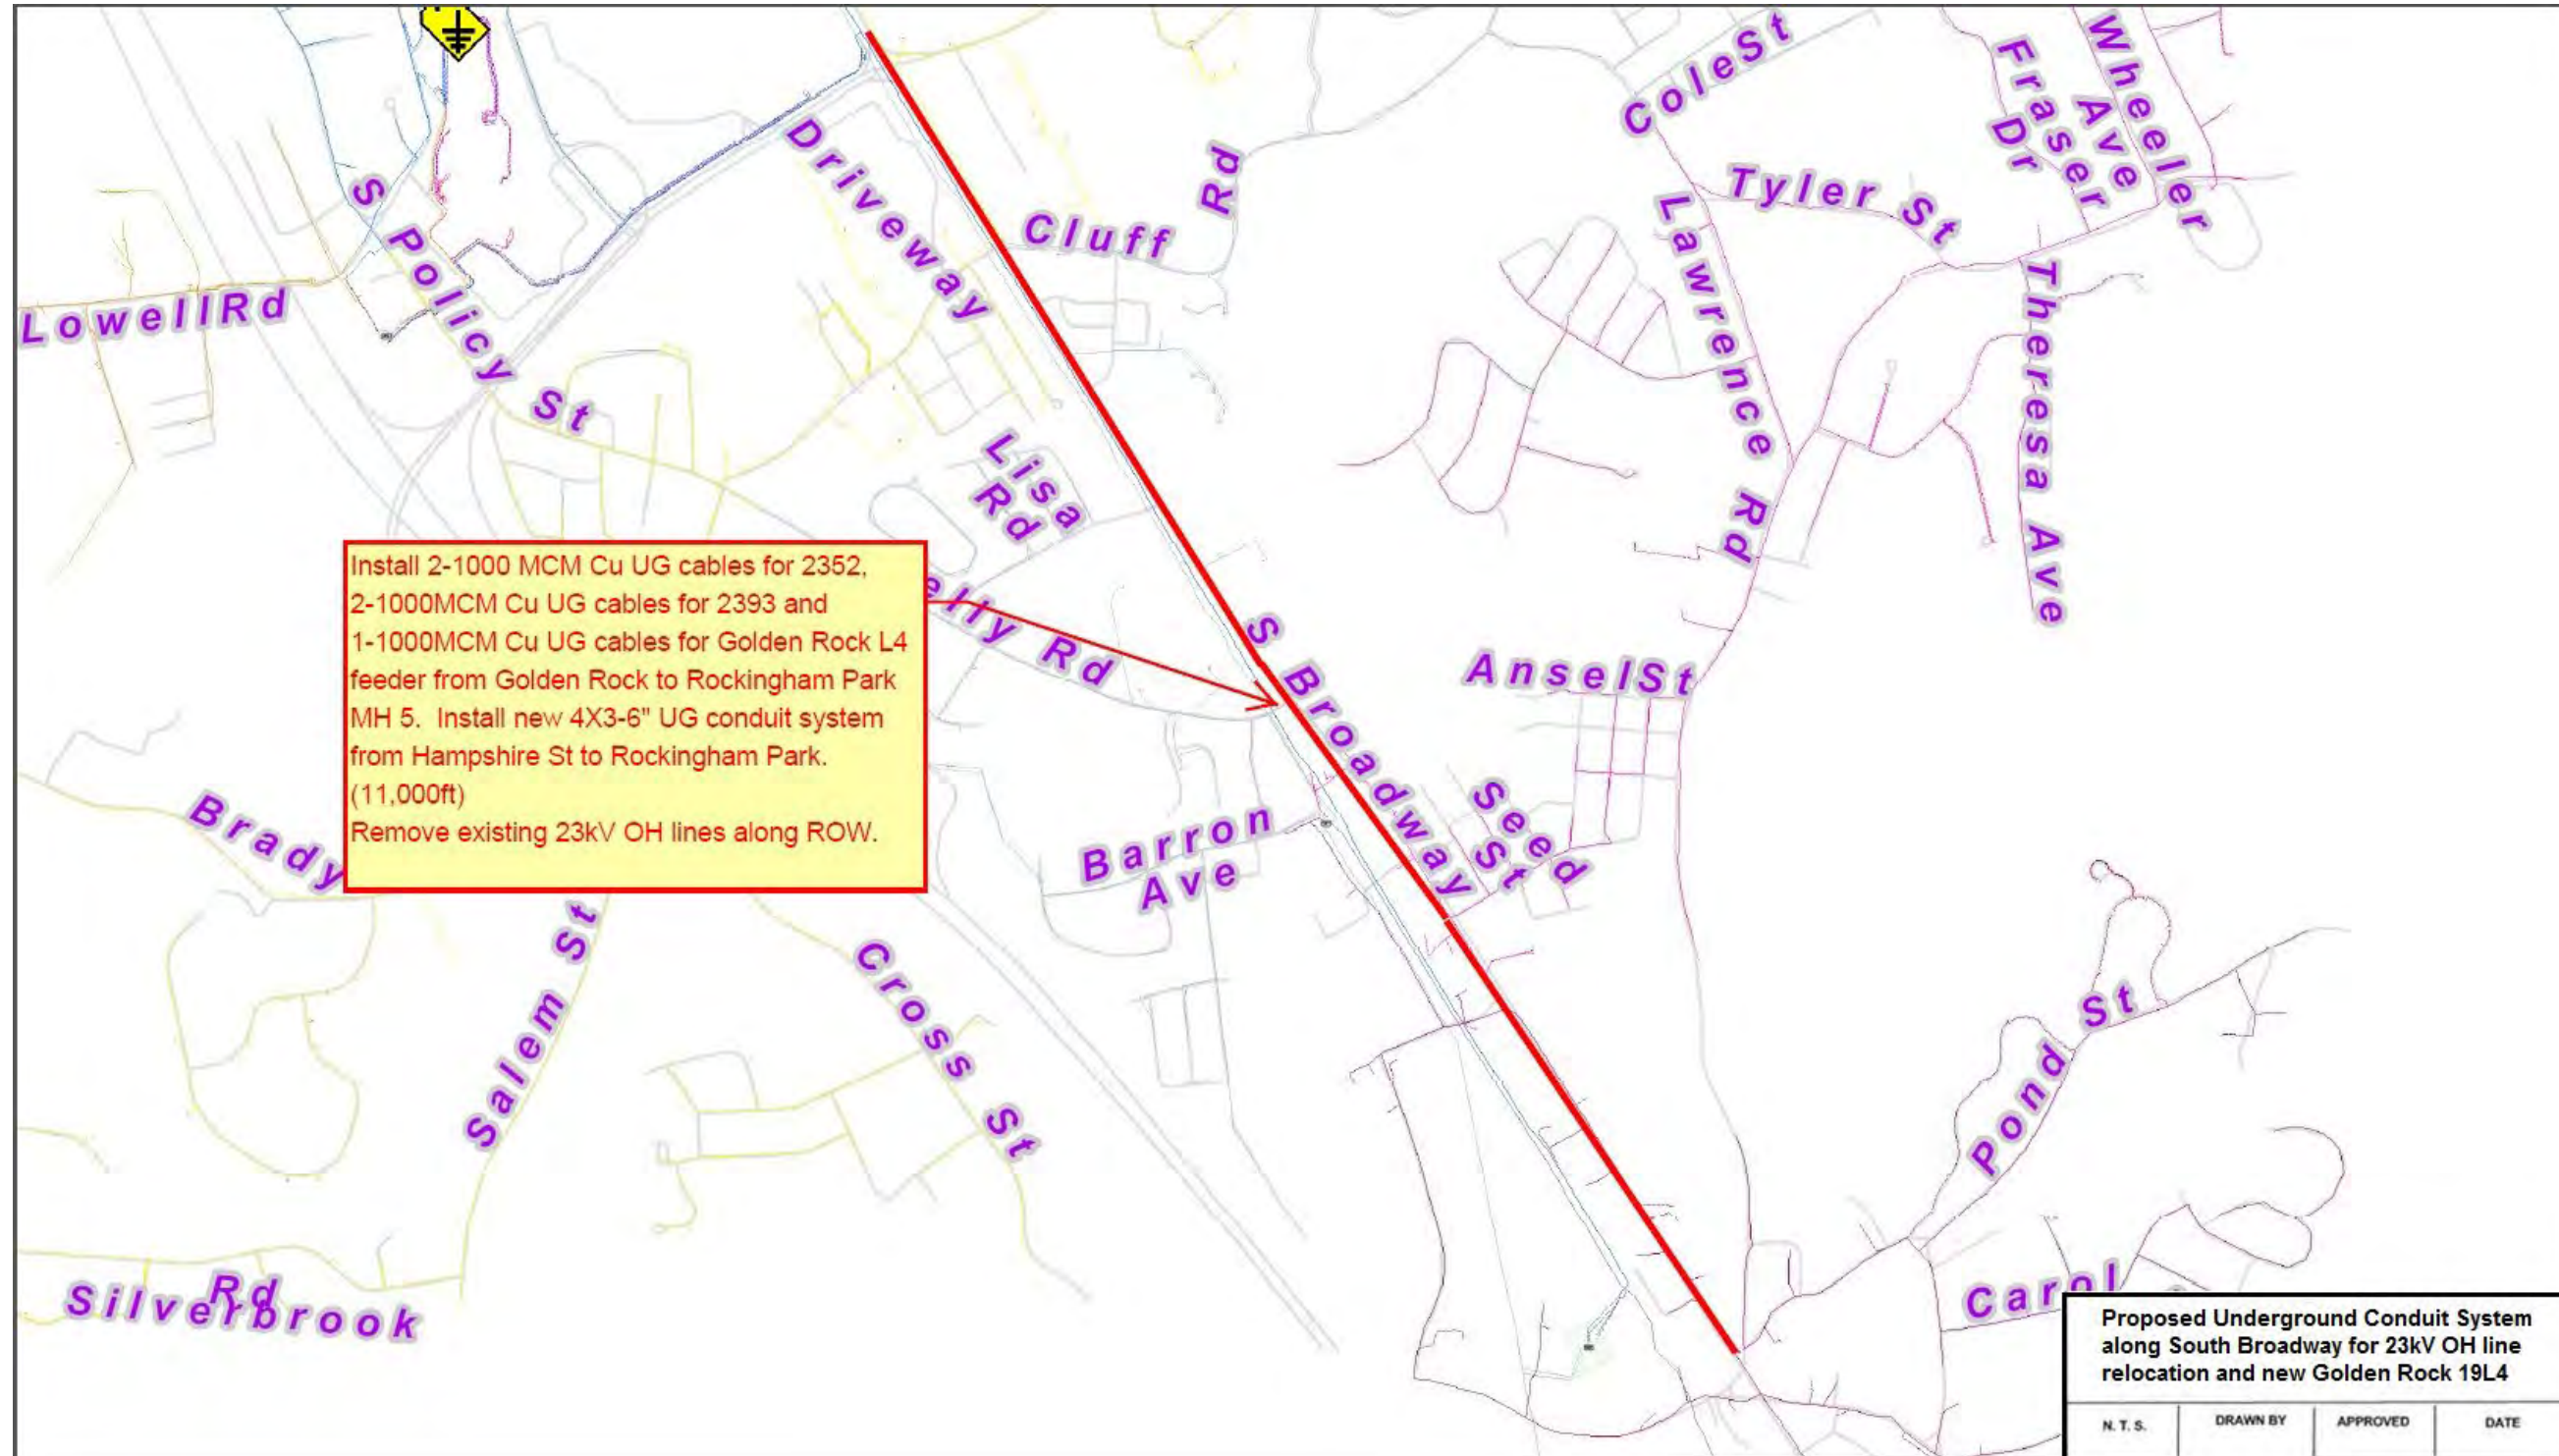 Cole St
Wheeler
Ave
Fraser
Dr
Driveway
Cluff Rd
Tyler St
S Policy St
Lawrence Rd
Theresa Ave
Lowell Rd
Lisa
Rd
Install 2-1000 MCM Cu UG cables for 2352,
2-1000MCM Cu UG cables for 2393 and
1-1000MCM Cu UG cables for Golden Rock L4
feeder from Golden Rock to Rockingham Park
MH 5. Install new 4X3-6" UG conduit system
from Hampshire St to Rockingham Park.
(11,000ft)
Remove existing 23kV OH lines along ROW.
elly Rd
S Broadway
Ansel St
Seed
St
Barron
Ave
Brady
Salem St
Cross St
Pond St
Silverbrook
Rd
Carol
Proposed Underground Conduit System
along South Broadway for 23kV OH line
relocation and new Golden Rock 19L4
N. T. S.
DRAWN BY
APPROVED
DATE